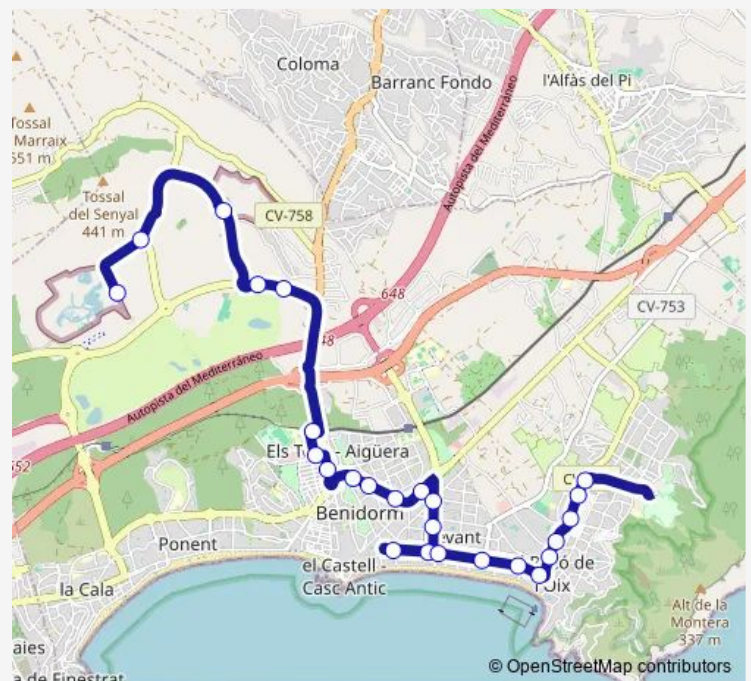 Coloma
Barranc Fondo
l'Alfàs del Pi
Tossal
Marraix
551 m
Tossal
del Senyal
441 m
CV-758
Autopista del Mediterráneo
648
CV-753
Autopista del Mediterráneo
Aigüera
Benidorm
Ponent
el Castell -
Casc Antic
la Cala
Alt de la
Montera
337 m
© OpenStreetMap contributors